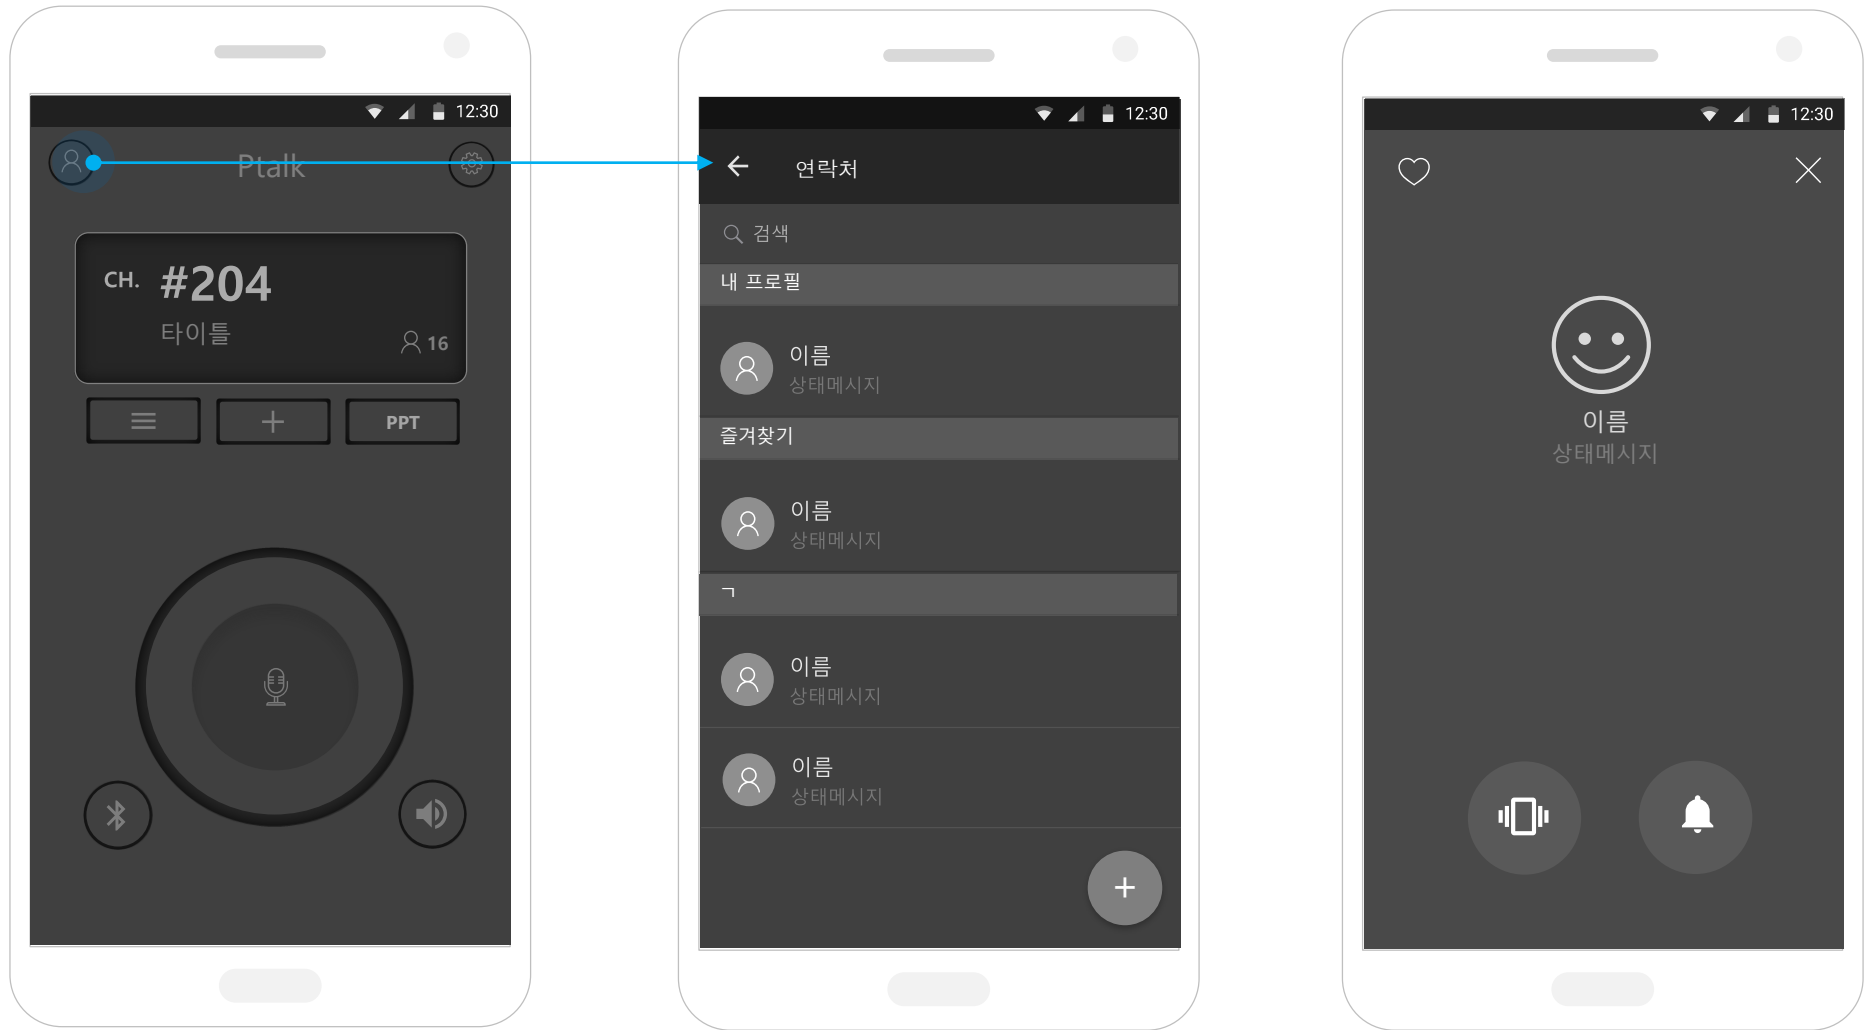 12:30
Ptalk
CH. #204
타이틀
16
PPT
12:30
연락처
검색
내 프로필
이름
상태메시지
즐겨찾기
이름
상태메시지
ㄱ
이름
상태메시지
이름
상태메시지
12:30
이름
상태메시지